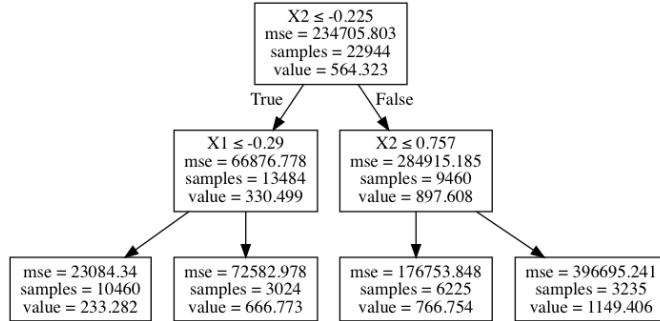 X2 ≤ -0.225
mse = 234705.803
samples = 22944
value = 564.323
True
False
X1 ≤ -0.29
mse = 66876.778
samples = 13484
value = 330.499
X2 ≤ 0.757
mse = 284915.185
samples = 9460
value = 897.608
mse = 23084.34
samples = 10460
value = 233.282
mse = 72582.978
samples = 3024
value = 666.773
mse = 176753.848
samples = 6225
value = 766.754
mse = 396695.241
samples = 3235
value = 1149.406